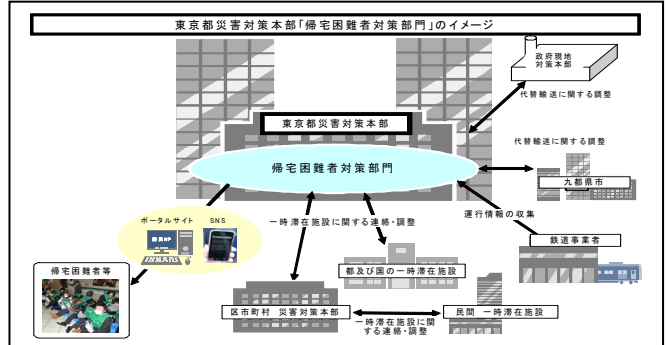 東京都災害対策本部「帰宅困難者対策部門」のイメージ
政府現地
対策本部
代替輸送に関する調整
東京都災害対策本部
代替輸送に関する調整
帰宅困難者対策部門
九都県市
ポータルサイト
SNS
一時滞在施設に関する連絡・調整
運行情報の収集
鉄道事業者
帰宅困難者等
都及び国の一時滞在施設
区市町村 災害対策本部
民間 一時滞在施設
一時滞在施設に関
する連絡・調整